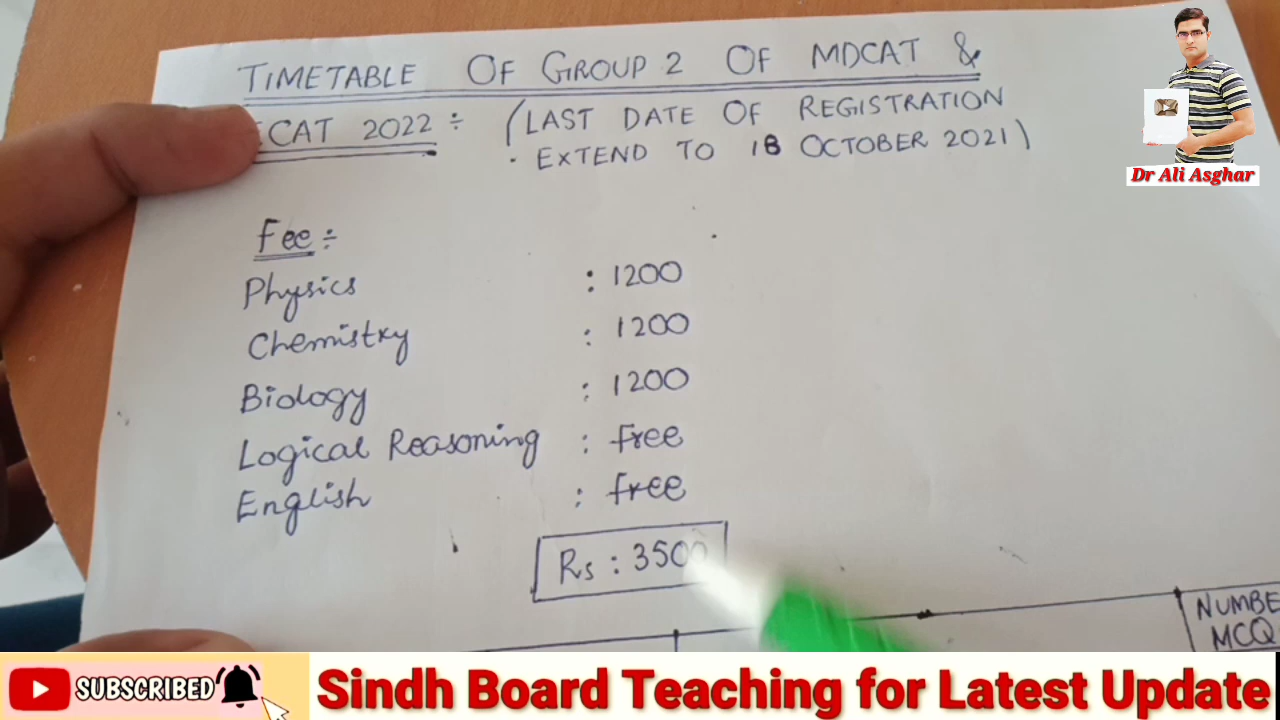 TIMETABLE OF GROUP 2 OF MDCAT &
ECAT 2022 ÷ (LAST DATE OF REGISTRATION
EXTEND TO 18 OCTOBER 2021)
Dr Ali Asghar
Fee ÷
Physics : 1200
Chemistry : 1200
Biology : 1200
Logical Reasoning : free
English : free
Rs : 3500
NUMBE
MCQ
SUBSCRIBED
Sindh Board Teaching for Latest Update